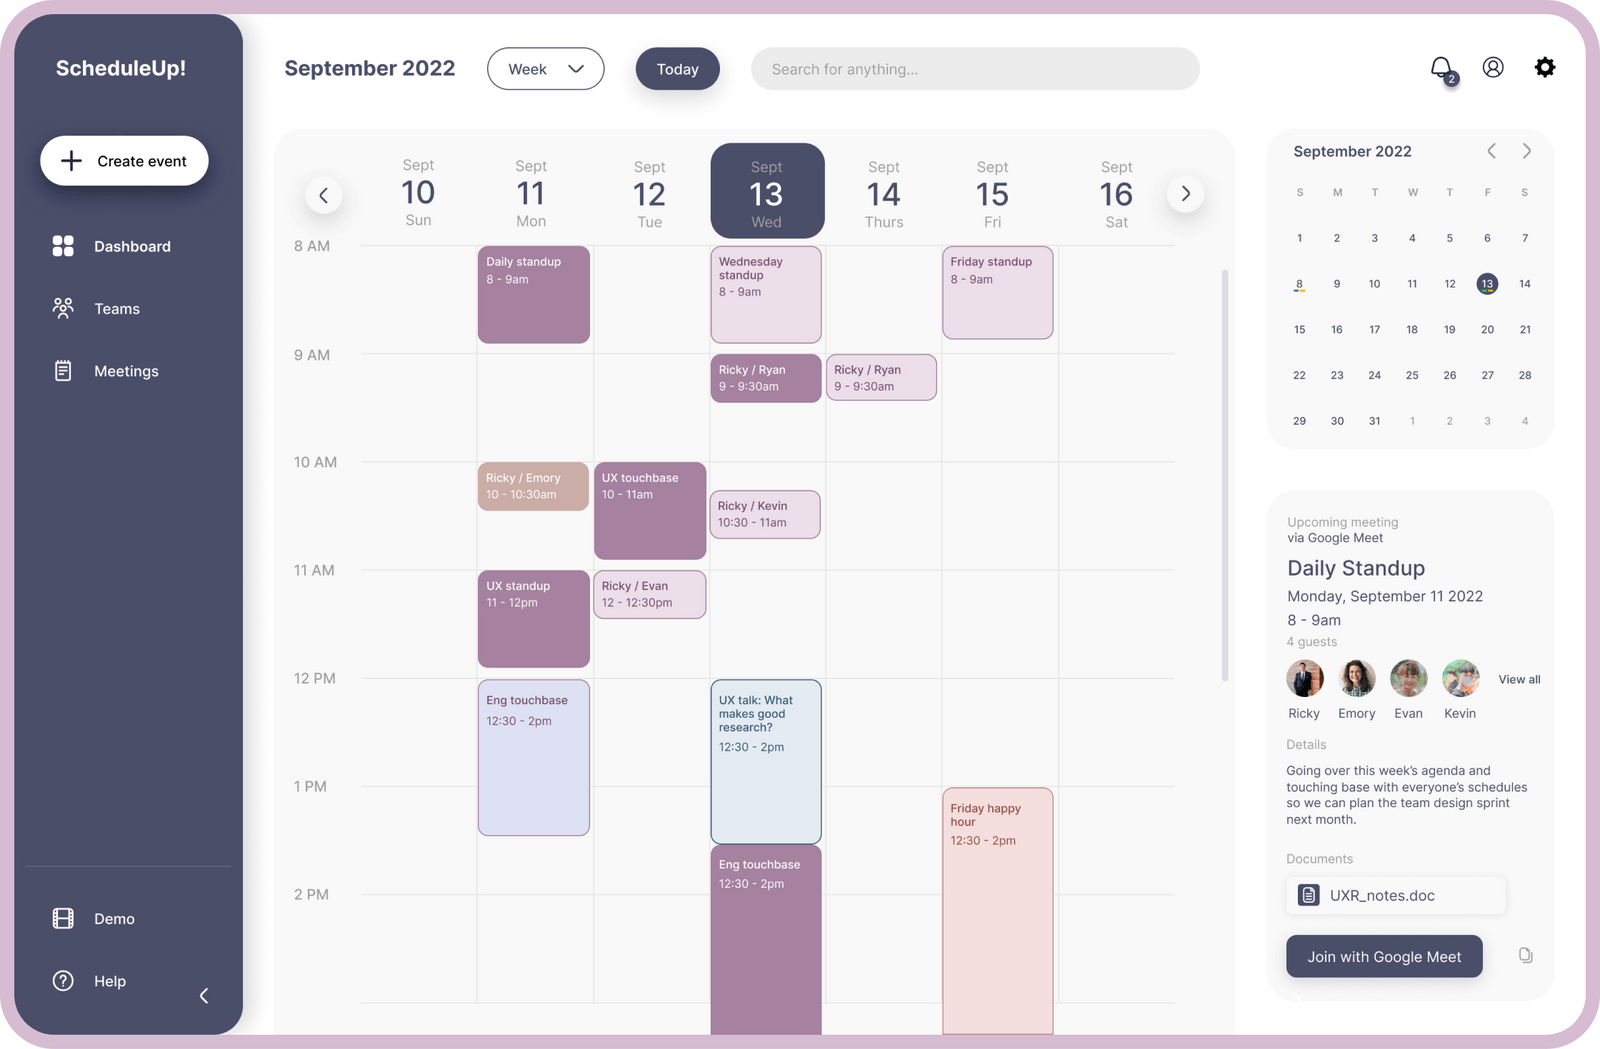 ScheduleUp!
Create event
Dashboard
Teams
Meetings
Demo
Help
September 2022
Week
Today
Search for anything...
2
Sept
10
Sun
Sept
11
Mon
Sept
12
Tue
Sept
13
Wed
Sept
14
Thurs
Sept
15
Fri
Sept
16
Sat
8 AM
Daily standup
8 - 9am
Wednesday
standup
8 - 9am
Friday standup
8 - 9am
9 AM
Ricky / Ryan
9 - 9:30am
Ricky / Ryan
9 - 9:30am
10 AM
Ricky / Emory
10 - 10:30am
UX touchbase
10 - 11am
Ricky / Kevin
10:30 - 11am
11 AM
UX standup
11 - 12pm
Ricky / Evan
12 - 12:30pm
12 PM
Eng touchbase
12:30 - 2pm
UX talk: What
makes good
research?
12:30 - 2pm
1 PM
Friday happy
hour
12:30 - 2pm
Eng touchbase
12:30 - 2pm
2 PM
September 2022
S M T W T F S
1 2 3 4 5 6 7
8 9 10 11 12 13 14
15 16 17 18 19 20 21
22 23 24 25 26 27 28
29 30 31 1 2 3 4
Upcoming meeting
via Google Meet
Daily Standup
Monday, September 11 2022
8 - 9am
4 guests
View all
Ricky Emory Evan Kevin
Details
Going over this week’s agenda and
touching base with everyone’s schedules
so we can plan the team design sprint
next month.
Documents
UXR_notes.doc
Join with Google Meet